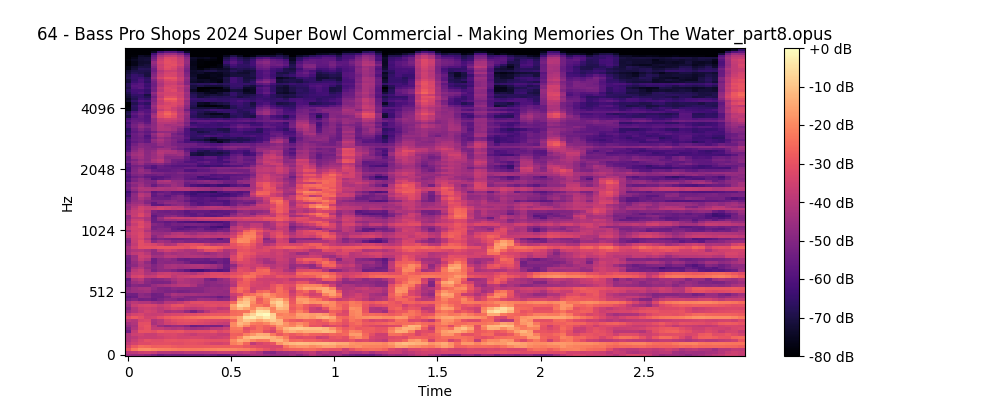 64 - Bass Pro Shops 2024 Super Bowl Commercial - Making Memories On The Water_part8.opus
Hz
4096
2048
1024
512
0
0 0.5 1 1.5 2 2.5
Time
+0 dB
-10 dB
-20 dB
-30 dB
-40 dB
-50 dB
-60 dB
-70 dB
-80 dB